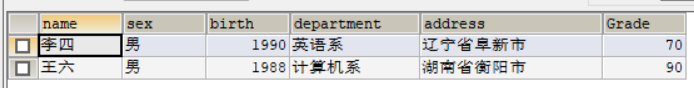 name sex birth department address Grade
李四 男 1990 英语系 辽宁省阜新市 70
王六 男 1988 计算机系 湖南省衡阳市 90